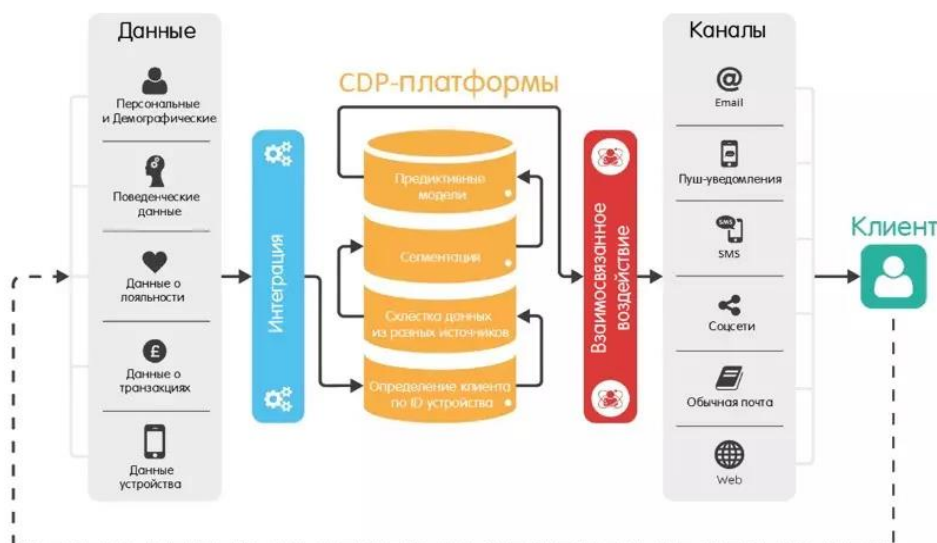 Данные
Персональные
и Демографические
Поведенческие
данные
Данные о
лояльности
£
Данные о
транзакциях
Данные
устройства
Интеграция
CDP-платформы
Предиктивные
модели
Сегментация
Склейка данных
из разных источников
Определение клиента
по ID устройства
Взаимосвязанное
воздействие
Каналы
@
Email
Пуш-уведомления
SMS
SMS
Соцсети
Обычная почта
Web
Клиент